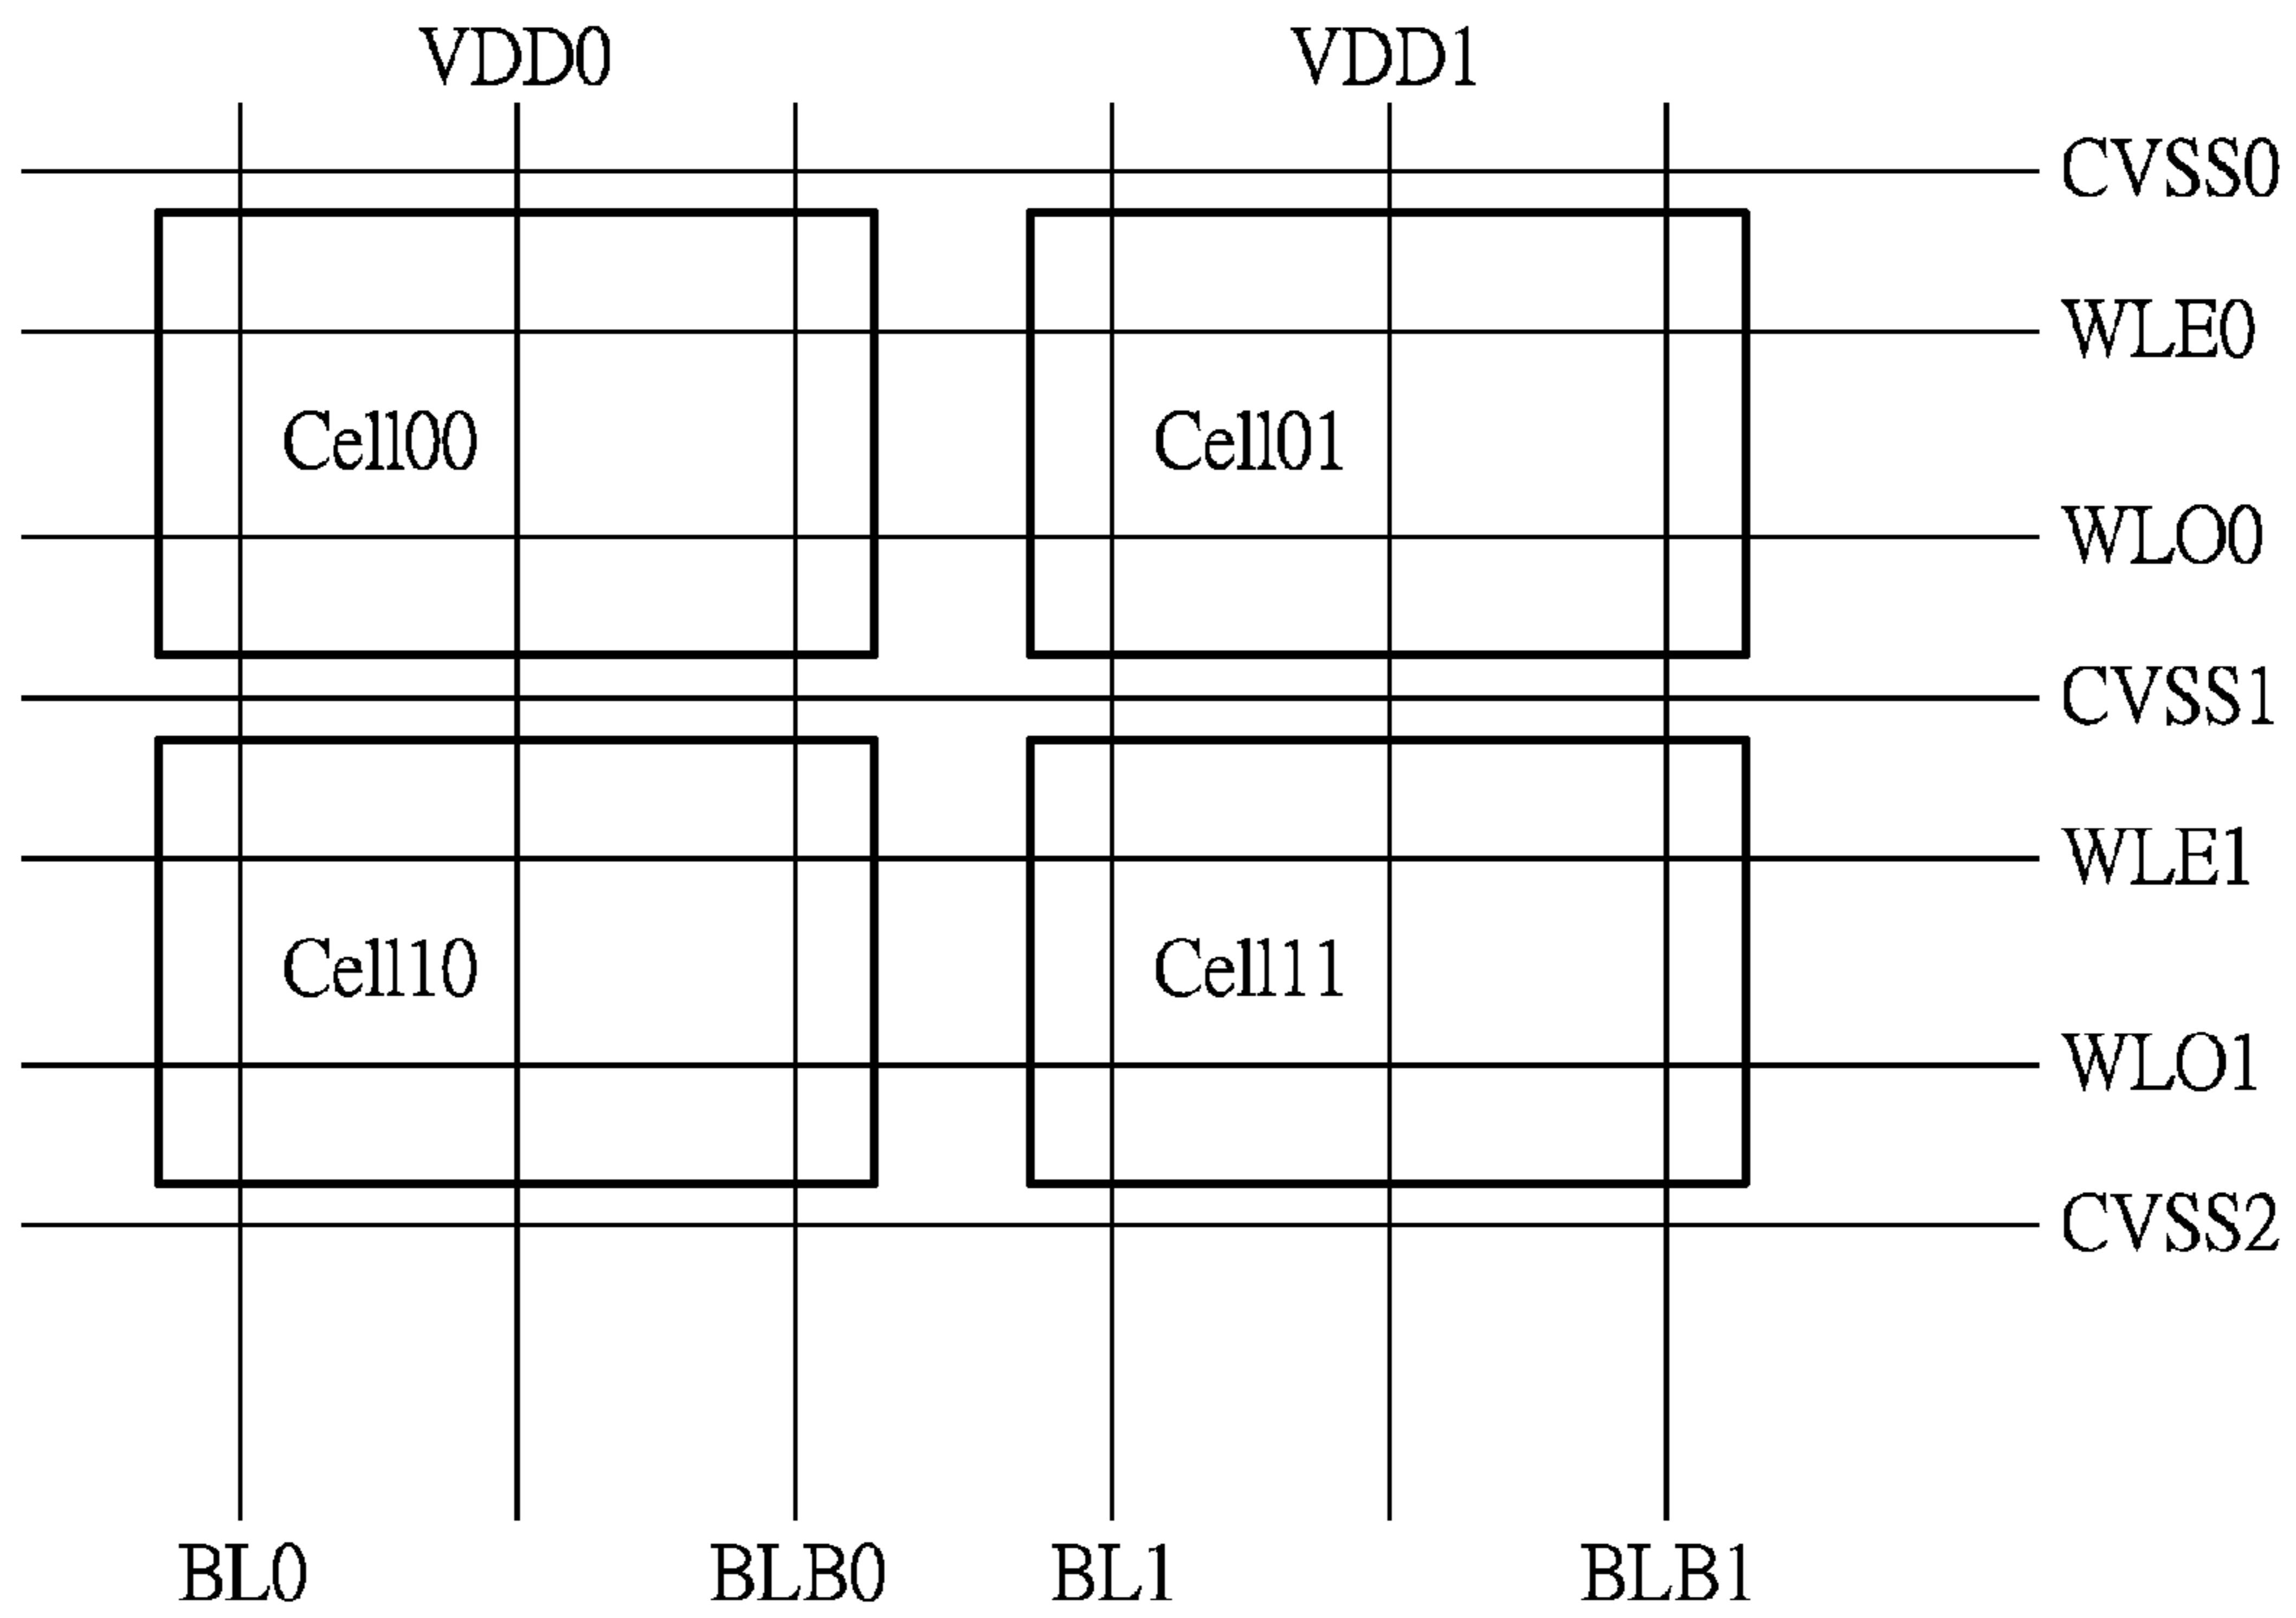 VDD0 VDD1
CVSS0
WLE0
Cell00 Cell01
WLO0
CVSS1
WLE1
Cell10 Cell11
WLO1
CVSS2
BL0 BLB0 BL1 BLB1